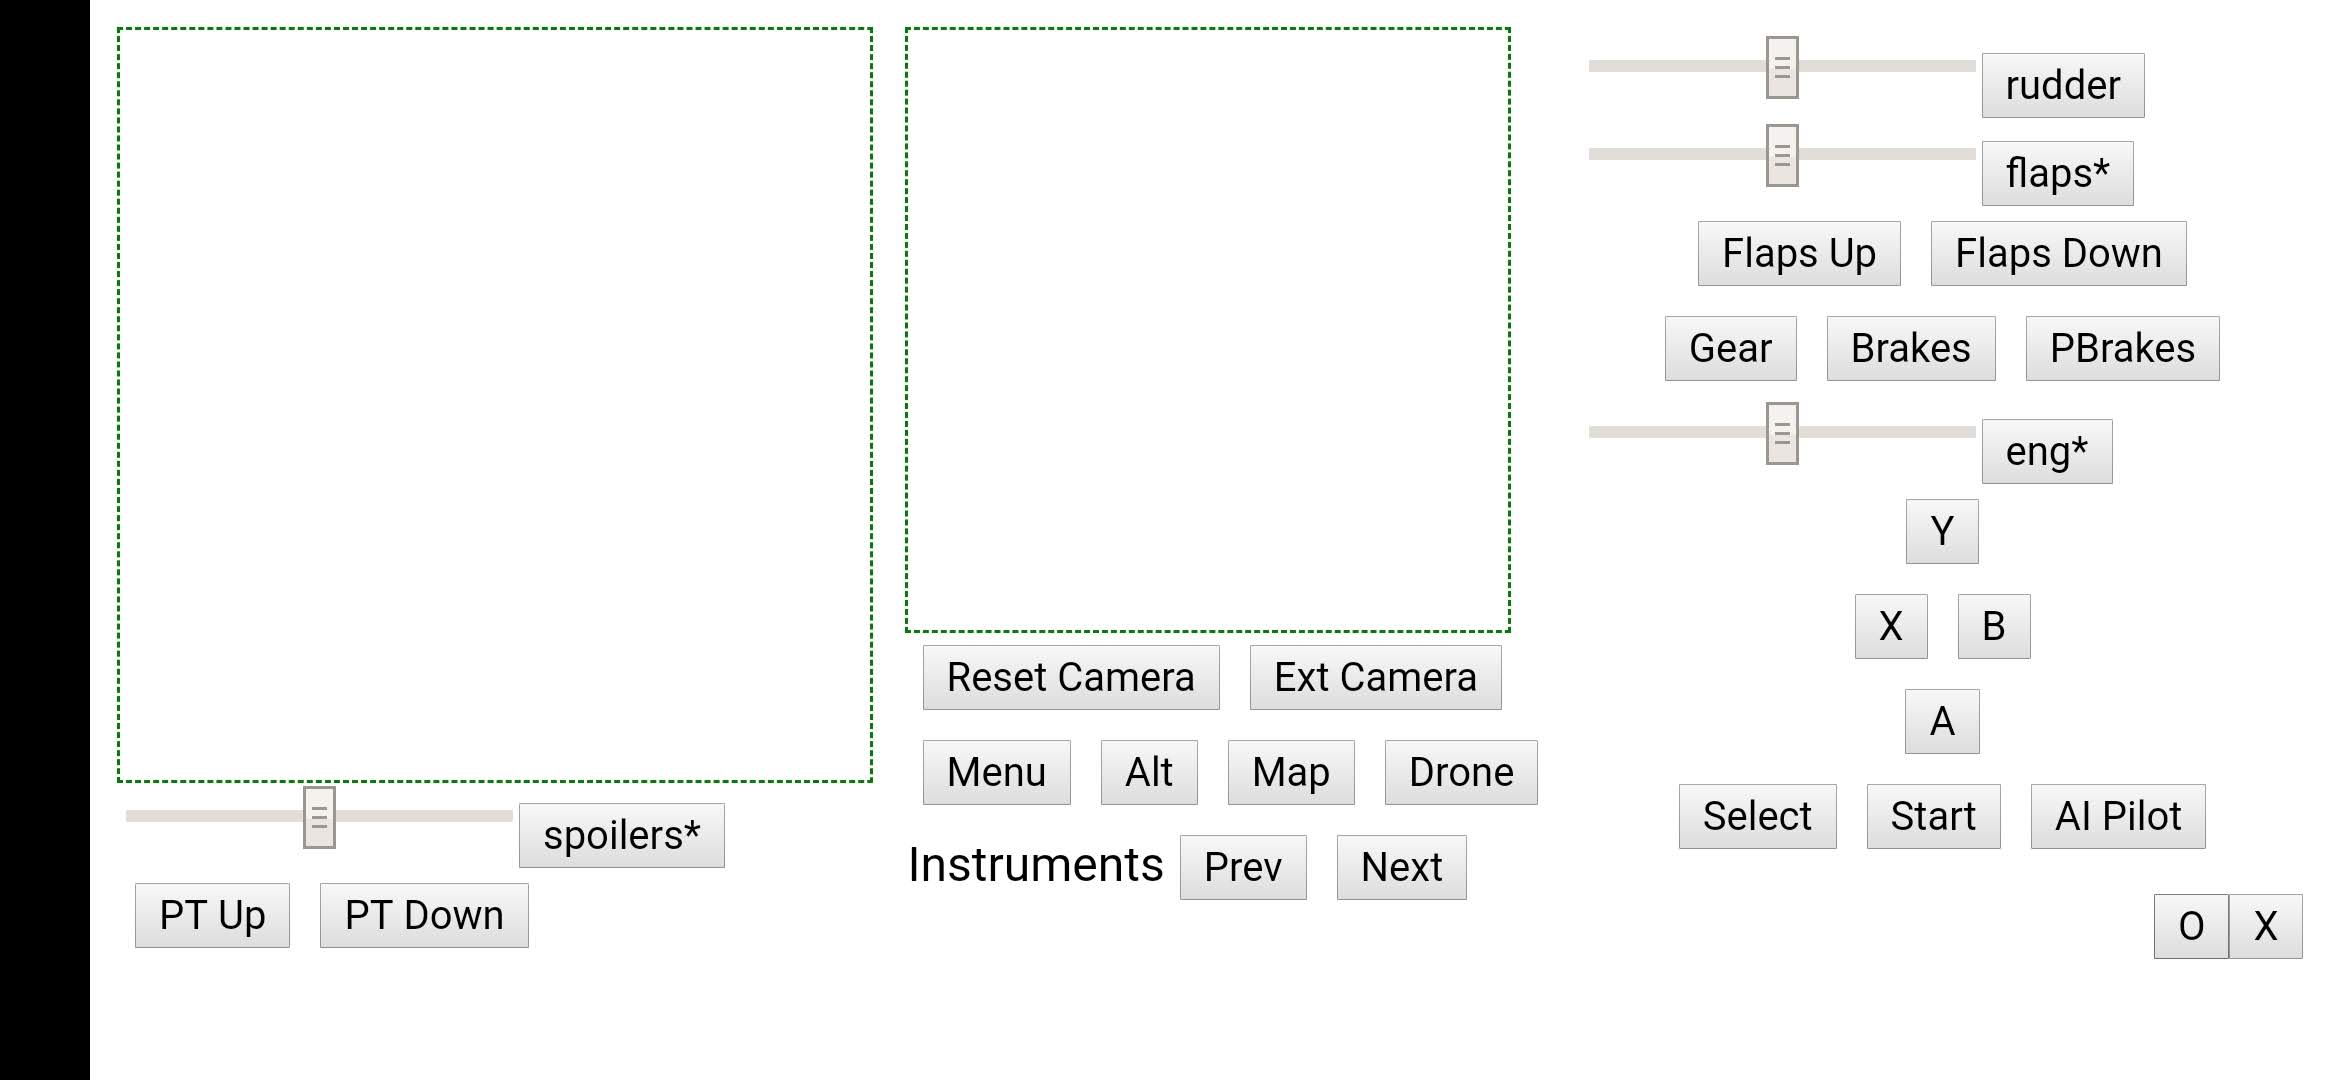 rudder
flaps*
Flaps Up Flaps Down
Gear Brakes PBrakes
eng*
Y
X B
A
Select Start AI Pilot
O X
Reset Camera Ext Camera
Menu Alt Map Drone
Instruments Prev Next
spoilers*
PT Up PT Down